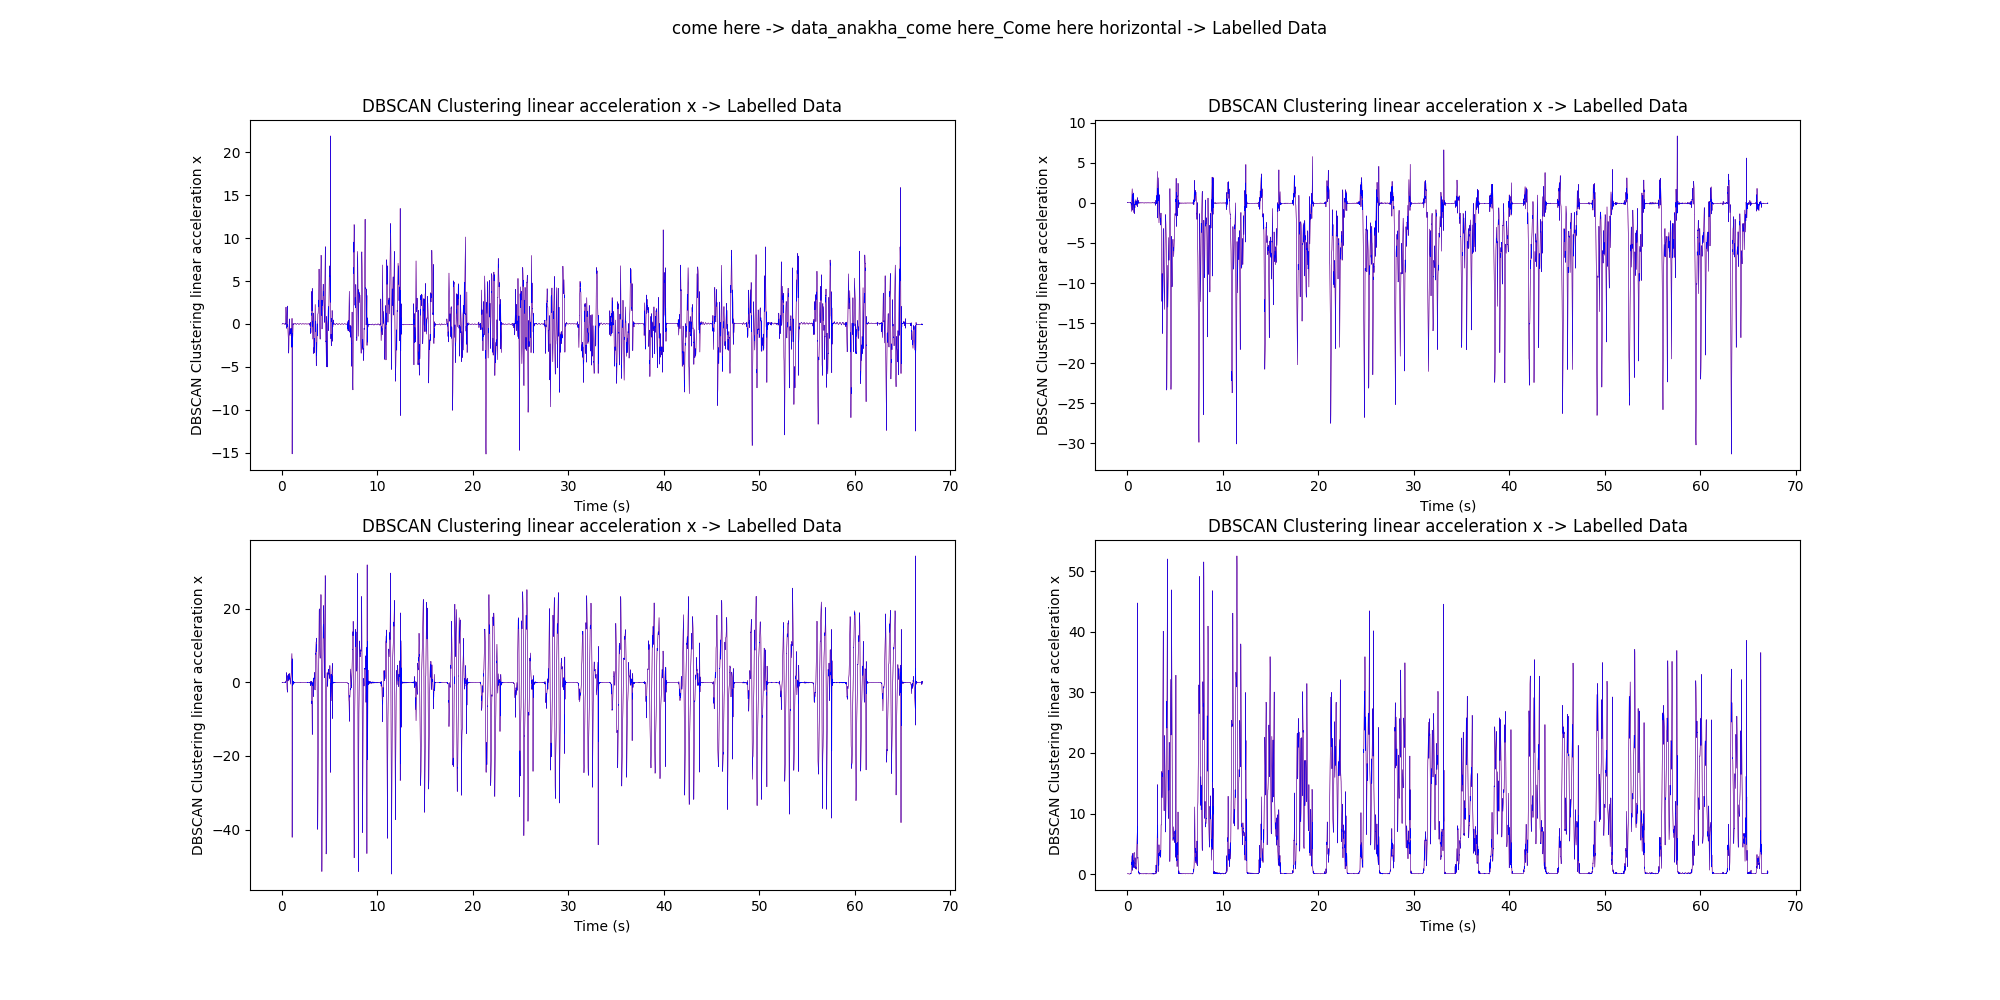 come here -> data_anakha_come here_Come here horizontal -> Labelled Data
DBSCAN Clustering linear acceleration x -> Labelled Data
DBSCAN Clustering linear acceleration x
20
15
10
5
0
−5
−10
−15
0 10 20 30 40 50 60 70
Time (s)
DBSCAN Clustering linear acceleration x -> Labelled Data
DBSCAN Clustering linear acceleration x
10
5
0
−5
−10
−15
−20
−25
−30
0 10 20 30 40 50 60 70
Time (s)
DBSCAN Clustering linear acceleration x -> Labelled Data
DBSCAN Clustering linear acceleration x
20
0
−20
−40
0 10 20 30 40 50 60 70
Time (s)
DBSCAN Clustering linear acceleration x -> Labelled Data
DBSCAN Clustering linear acceleration x
50
40
30
20
10
0
0 10 20 30 40 50 60 70
Time (s)